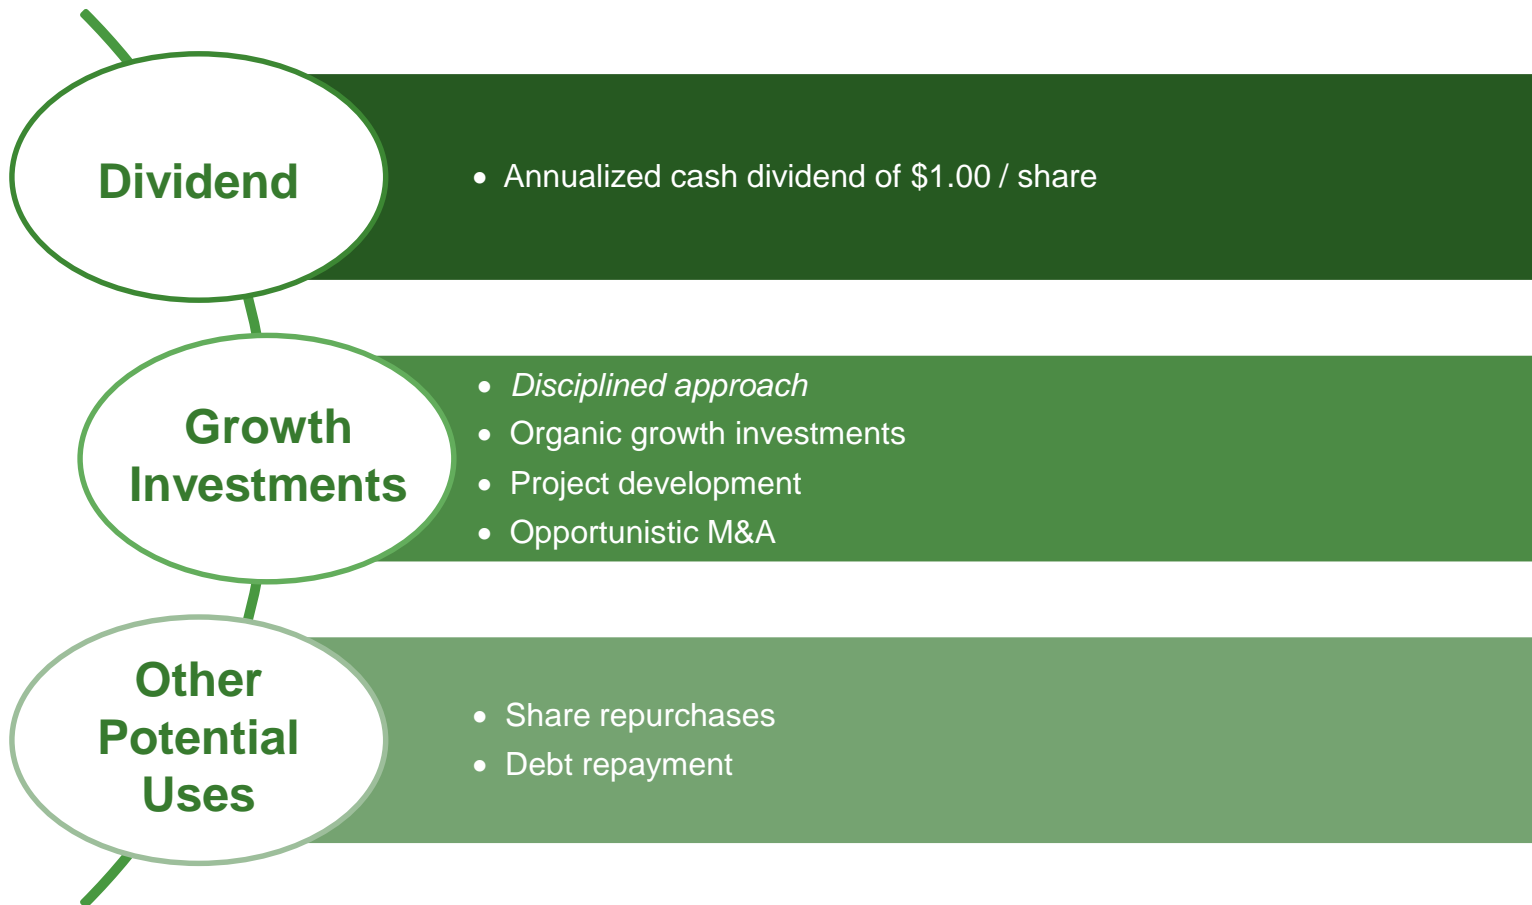 Dividend
• Annualized cash dividend of $1.00 / share
Growth
Investments
• Disciplined approach
• Organic growth investments
• Project development
• Opportunistic M&A
Other
Potential
Uses
• Share repurchases
• Debt repayment